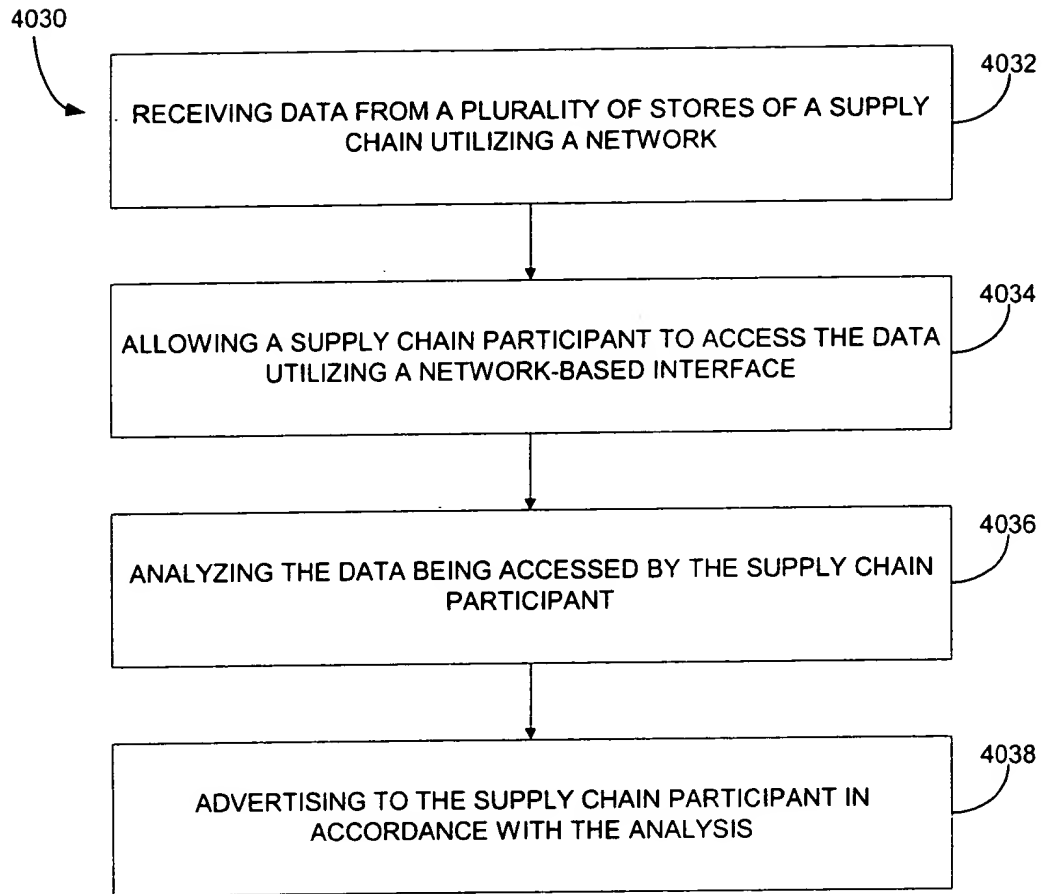 4030
4032
RECEIVING DATA FROM A PLURALITY OF STORES OF A SUPPLY
CHAIN UTILIZING A NETWORK
4034
ALLOWING A SUPPLY CHAIN PARTICIPANT TO ACCESS THE DATA
UTILIZING A NETWORK-BASED INTERFACE
4036
ANALYZING THE DATA BEING ACCESSED BY THE SUPPLY CHAIN
PARTICIPANT
4038
ADVERTISING TO THE SUPPLY CHAIN PARTICIPANT IN
ACCORDANCE WITH THE ANALYSIS